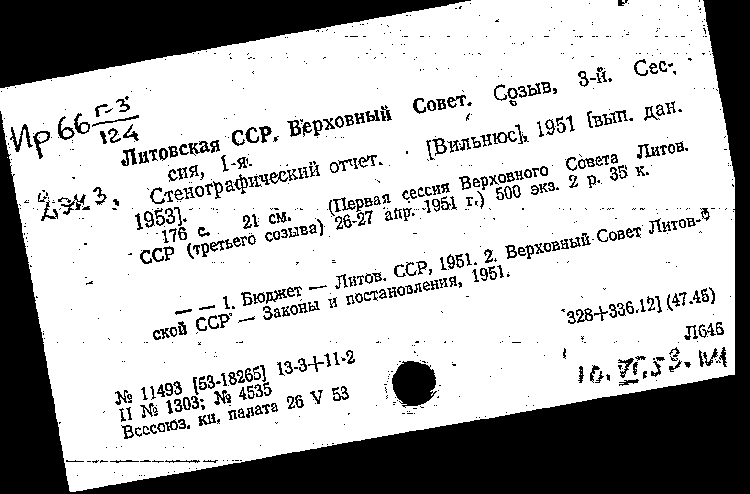 Ир 66 Г-3/124
Литовская ССР. Верховный Совет. Созыв, 3-й. Сес-
сия, 1-я.
Стенографический отчет. [Вильнюс], 1951 [вып. дан.
2 экз.
1953].
176 с. 21 см. (Первая сессия Верховного Совета Литов.
ССР (третьего созыва) 26-27 апр. 1951 г.) 500 экз. 2 р. 35 к.
— — 1. Бюджет — Литов. ССР, 1951. 2. Верховный Совет Литов-
ской ССР — Законы и постановления, 1951.
328+336.12] (47.45)
№ 11493 [53-18265] 13-3+11-2
Л646
П № 1303; № 4535
10.VI.53.
Всесоюз. кн. палата 26 V 53